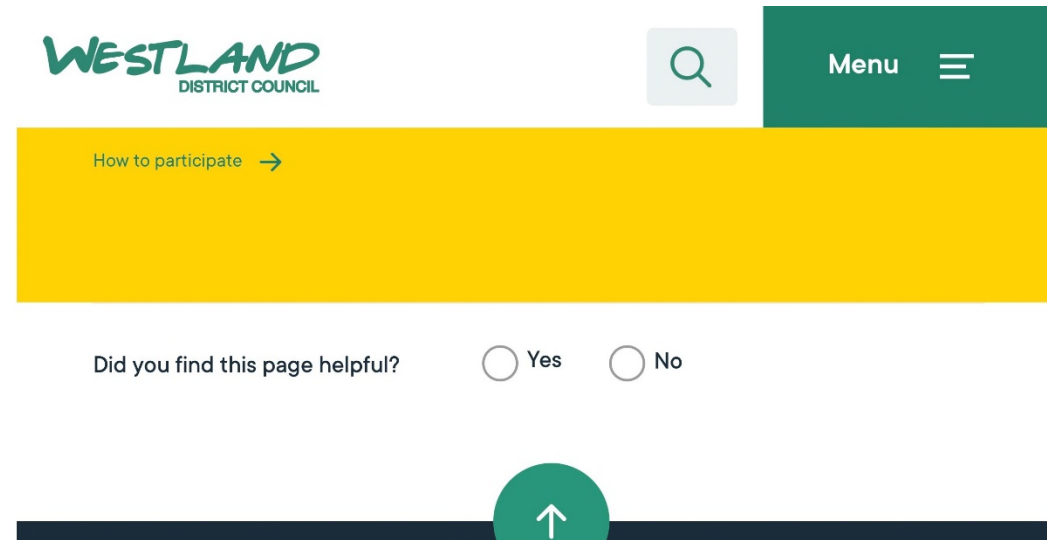 WESTLAND
DISTRICT COUNCIL
Menu
How to participate
Did you find this page helpful?
Yes
No